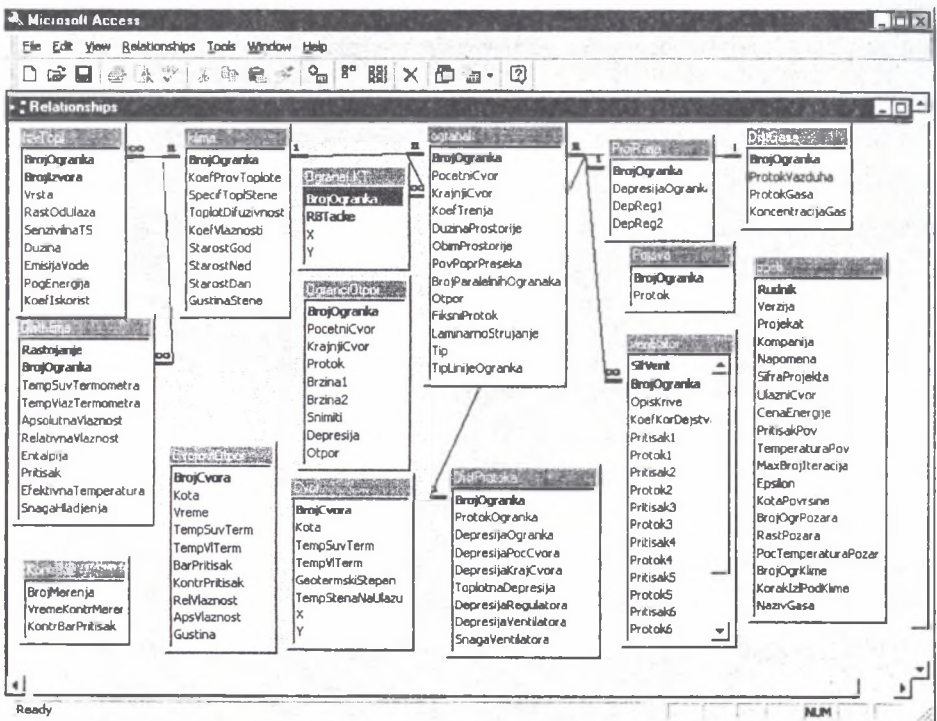 Microsoft Access
File Edit View Relationships Tools Window Help
Relationships
BrojOgranka
BrojIzvora
Vrsta
RastOdUlaza
Duzina
EmisijaVode
PogEnergija
KoefIskorist
BrojOgranka
KoefProvToplote
SpecifToplStene
ToplotDifuzivnost
KoefVlaznosti
StarostGod
StarostNed
StarostDan
GustinaStene
BrojOgranka
RBTacke
X
Y
ogranak
BrojOgranka
PocetniCvor
KrajnjiCvor
KoefTrenja
DuzinaProstorije
ObimProstorije
PovPoprPreseka
BrojParalelnihOgranaka
Otpor
FiksniProtok
LaminarnoStrujanje
Tip
TipLinijeOgranka
BrojOgranka
DepresijaOgrank
DepReg1
DepReg2
DistGasa
BrojOgranka
ProtokVazduha
ProtokGasa
KoncentracijaGas
Pojava
BrojOgranka
Protok
Rudnik
Verzija
Projekat
Kompanija
Napomena
SifraProjekta
UlazniCvor
CenaEnergije
PritisakPov
TemperaturaPov
MaxBrojIteracija
Epsilon
KotaPovrsine
BrojOgrPozara
RastPozara
PocTemperaturaPozar
BrojOgrKlime
KorakIzlPodKlime
NazivGasa
Rastojanje
BrojOgranka
TempSuvTermometra
TempVlazTermometra
ApsolutnaVlaznost
RelativnaVlaznost
Entalpija
Pritisak
EfektivnaTemperatura
SnagaHladjenja
OgranciOtpor
BrojOgranka
PocetniCvor
KrajnjiCvor
Protok
Brzina1
Brzina2
Snimiti
Depresija
Otpor
SifVent
BrojOgranka
OpisKrive
KoefKorDejstv
Pritisak1
Protok1
Pritisak2
Protok2
Pritisak3
Protok3
Pritisak4
Protok4
Pritisak5
Protok5
Pritisak6
Protok6
BrojCvora
Kota
Vreme
TempSuvTerm
TempVlTerm
BarPritisak
KontrPritisak
RelVlaznost
ApsVlaznost
Gustina
BrojCvora
Kota
TempSuvTerm
TempVlTerm
GeotermskiStepen
TempStenaNaUlazu
X
Y
BrojOgranka
ProtokOgranka
DepresijaOgranka
DepresijaPocCvora
DepresijaKrajCvora
ToplotnaDepresija
DepresijaRegulatora
DepresijaVentilatora
SnagaVentilatora
BrojMerenja
VremeKontrMerer
KontrBarPritisak
Ready
NUM